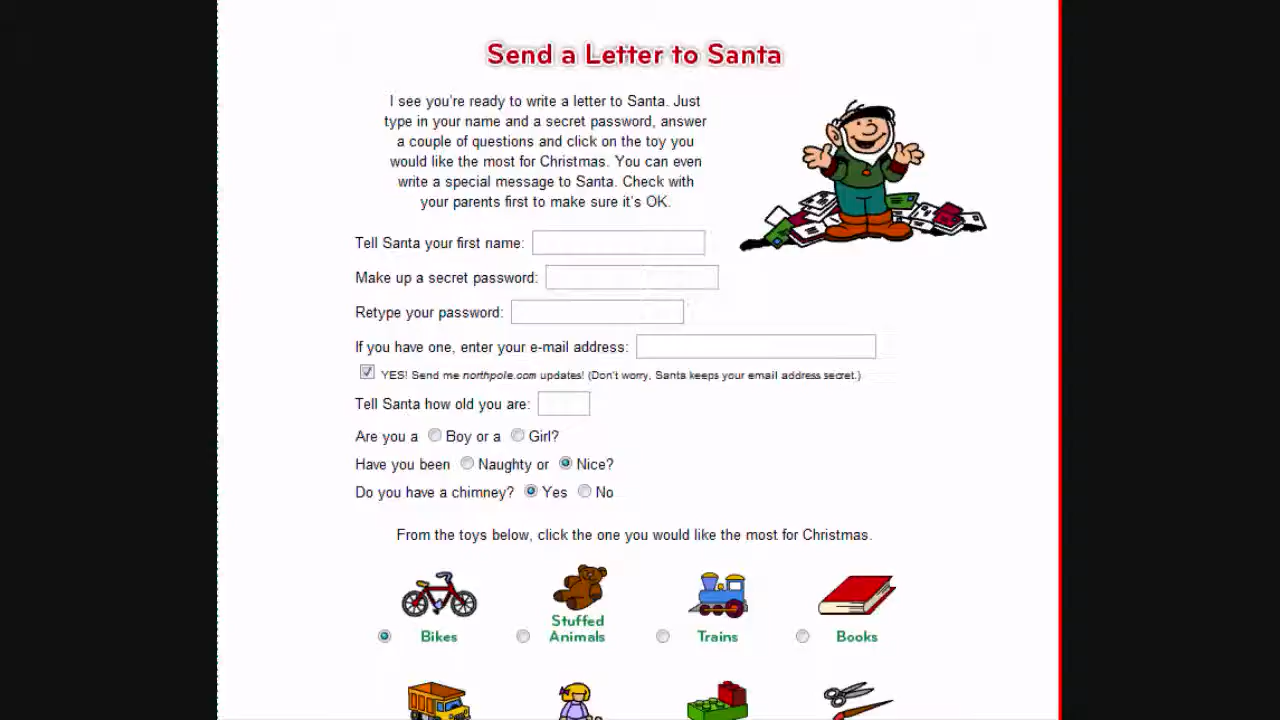 Send a Letter to Santa
I see you're ready to write a letter to Santa. Just
type in your name and a secret password, answer
a couple of questions and click on the toy you
would like the most for Christmas. You can even
write a special message to Santa. Check with
your parents first to make sure it's OK.
Tell Santa your first name:
Make up a secret password:
Retype your password:
If you have one, enter your e-mail address:
YES! Send me northpole.com updates! (Don't worry, Santa keeps your email address secret.)
Tell Santa how old you are:
Are you a Boy or a Girl?
Have you been Naughty or Nice?
Do you have a chimney? Yes No
From the toys below, click the one you would like the most for Christmas.
Bikes
Stuffed
Animals
Trains
Books